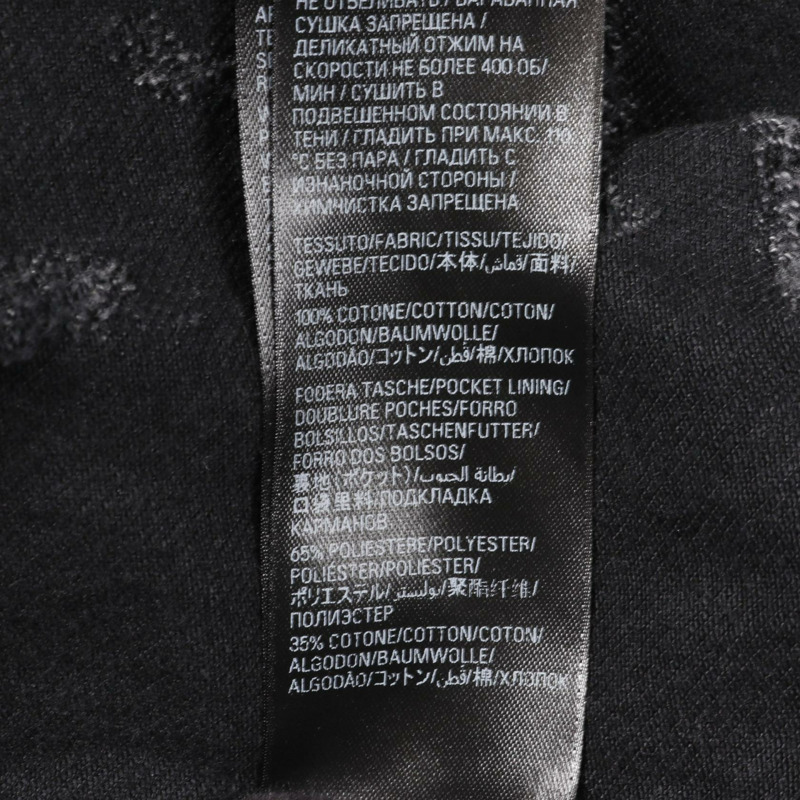 НЕ ОТБЕЛИВАТЬ / БАРАБАННАЯ
СУШКА ЗАПРЕЩЕНА /
ДЕЛИКАТНЫЙ ОТЖИМ НА
СКОРОСТИ НЕ БОЛЕЕ 400 ОБ/
МИН / СУШИТЬ В
ПОДВЕШЕННОМ СОСТОЯНИИ В
ТЕНИ / ГЛАДИТЬ ПРИ МАКС. 110
°C БЕЗ ПАРА / ГЛАДИТЬ С
ИЗНАНОЧНОЙ СТОРОНЫ /
ХИМЧИСТКА ЗАПРЕЩЕНА
TESSUTO/FABRIC/TISSU/TEJIDO/
GEWEBE/TECIDO/本体/قماش/面料/
ТКАНЬ
100% COTONE/COTTON/COTON/
ALGODON/BAUMWOLLE/
ALGODÃO/コットン/قطن/棉/ХЛОПОК
FODERA TASCHE/POCKET LINING/
DOUBLURE POCHES/FORRO
BOLSILLOS/TASCHENFUTTER/
FORRO DOS BOLSOS/
裏地(ポケット)/بطانة الجيوب/
口袋里料/ПОДКЛАДКА
КАРМАНОВ
65% POLIESTERE/POLYESTER/
POLIÉSTER/POLIESTER/
ポリエステル/بوليستر/聚酯纤维/
ПОЛИЭСТЕР
35% COTONE/COTTON/COTON/
ALGODON/BAUMWOLLE/
ALGODÃO/コットン/قطن/棉/ХЛОПОК